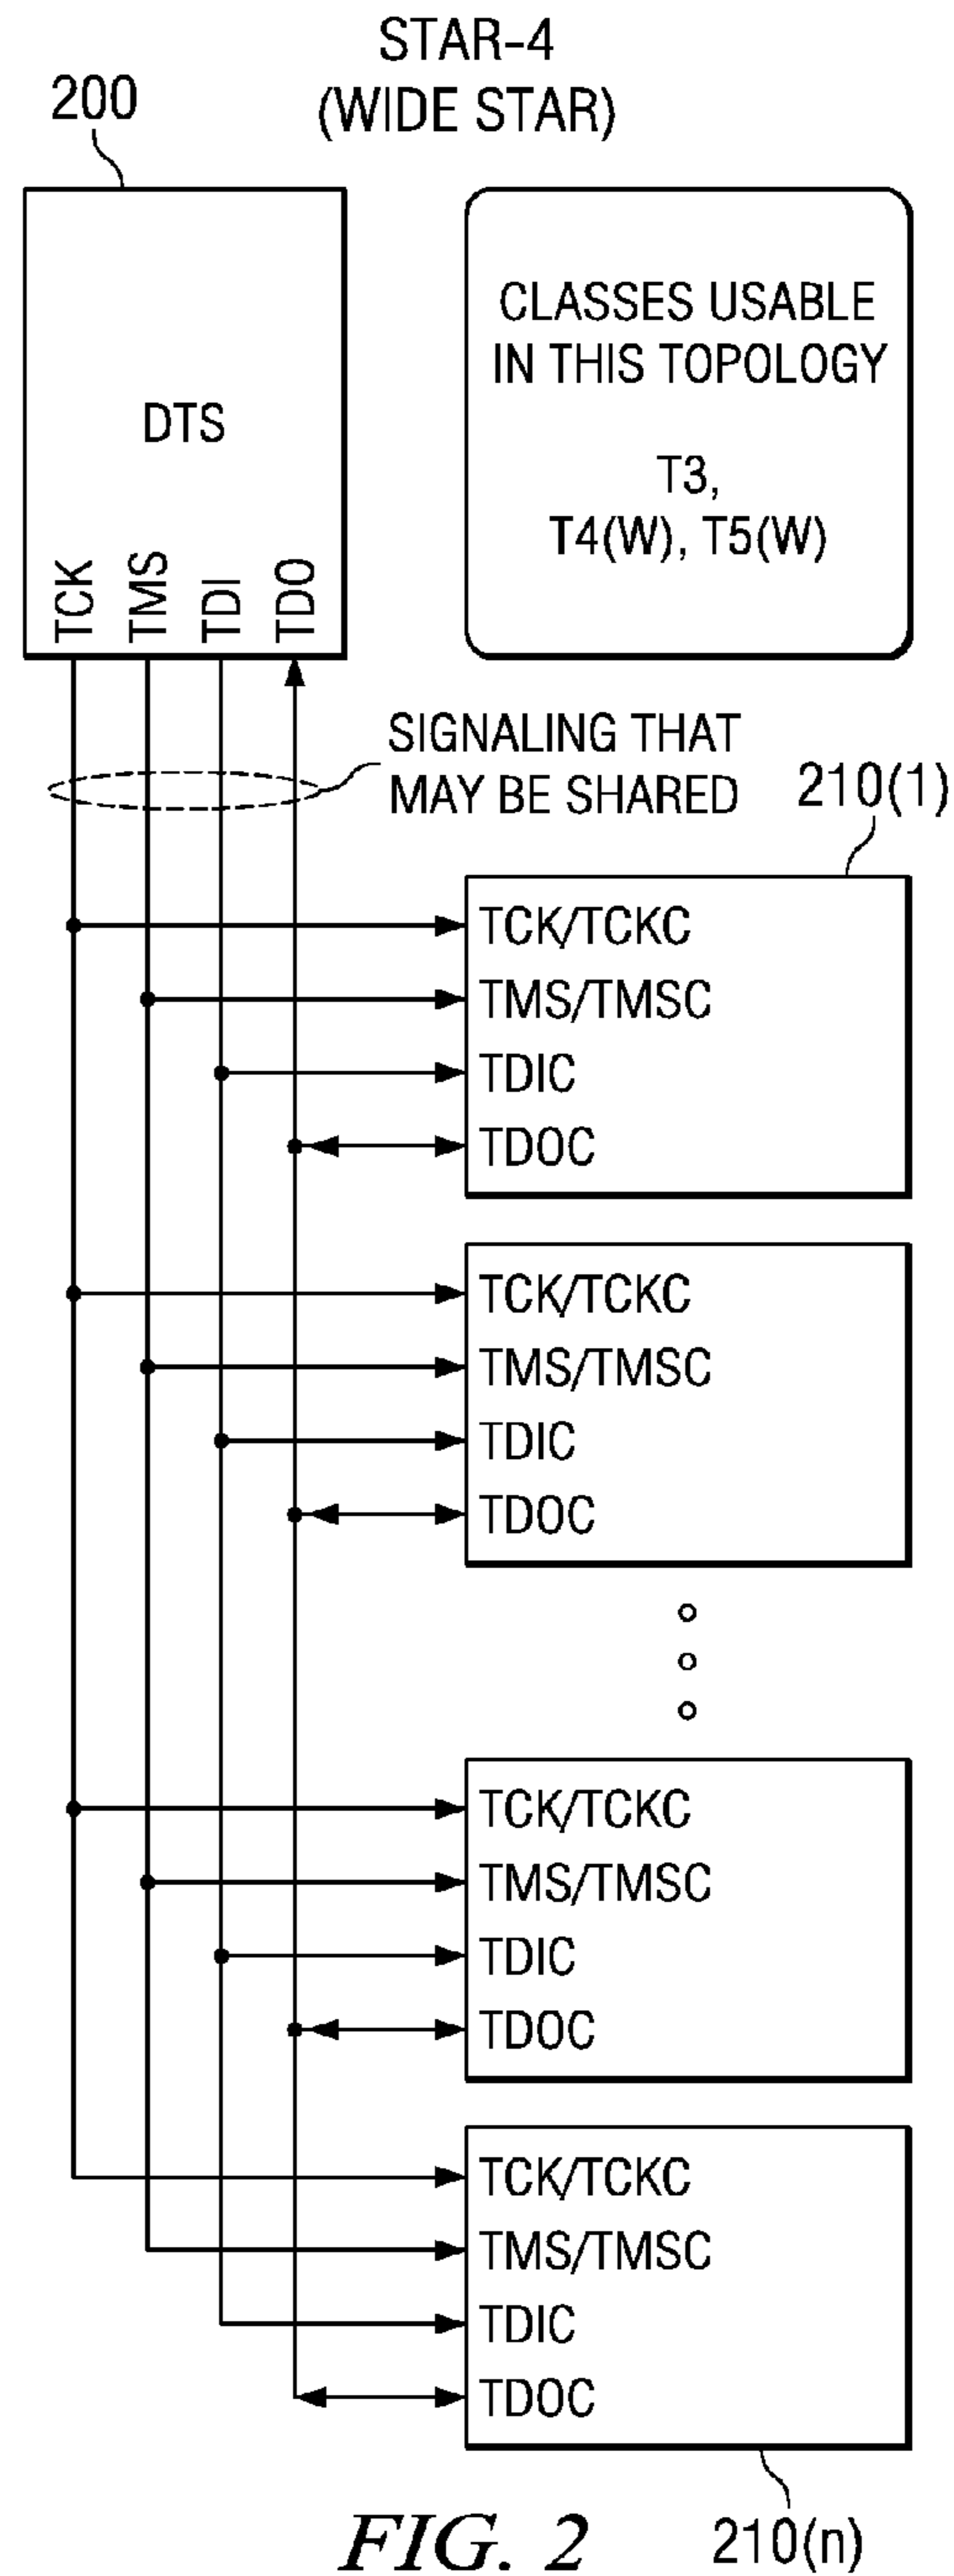 STAR-4
(WIDE STAR)
200
DTS
TCK
TMS
TDI
TDO
CLASSES USABLE
IN THIS TOPOLOGY
T3,
T4(W), T5(W)
SIGNALING THAT
MAY BE SHARED
210(1)
TCK/TCKC
TMS/TMSC
TDIC
TDOC
TCK/TCKC
TMS/TMSC
TDIC
TDOC
TCK/TCKC
TMS/TMSC
TDIC
TDOC
TCK/TCKC
TMS/TMSC
TDIC
TDOC
210(n)
FIG. 2